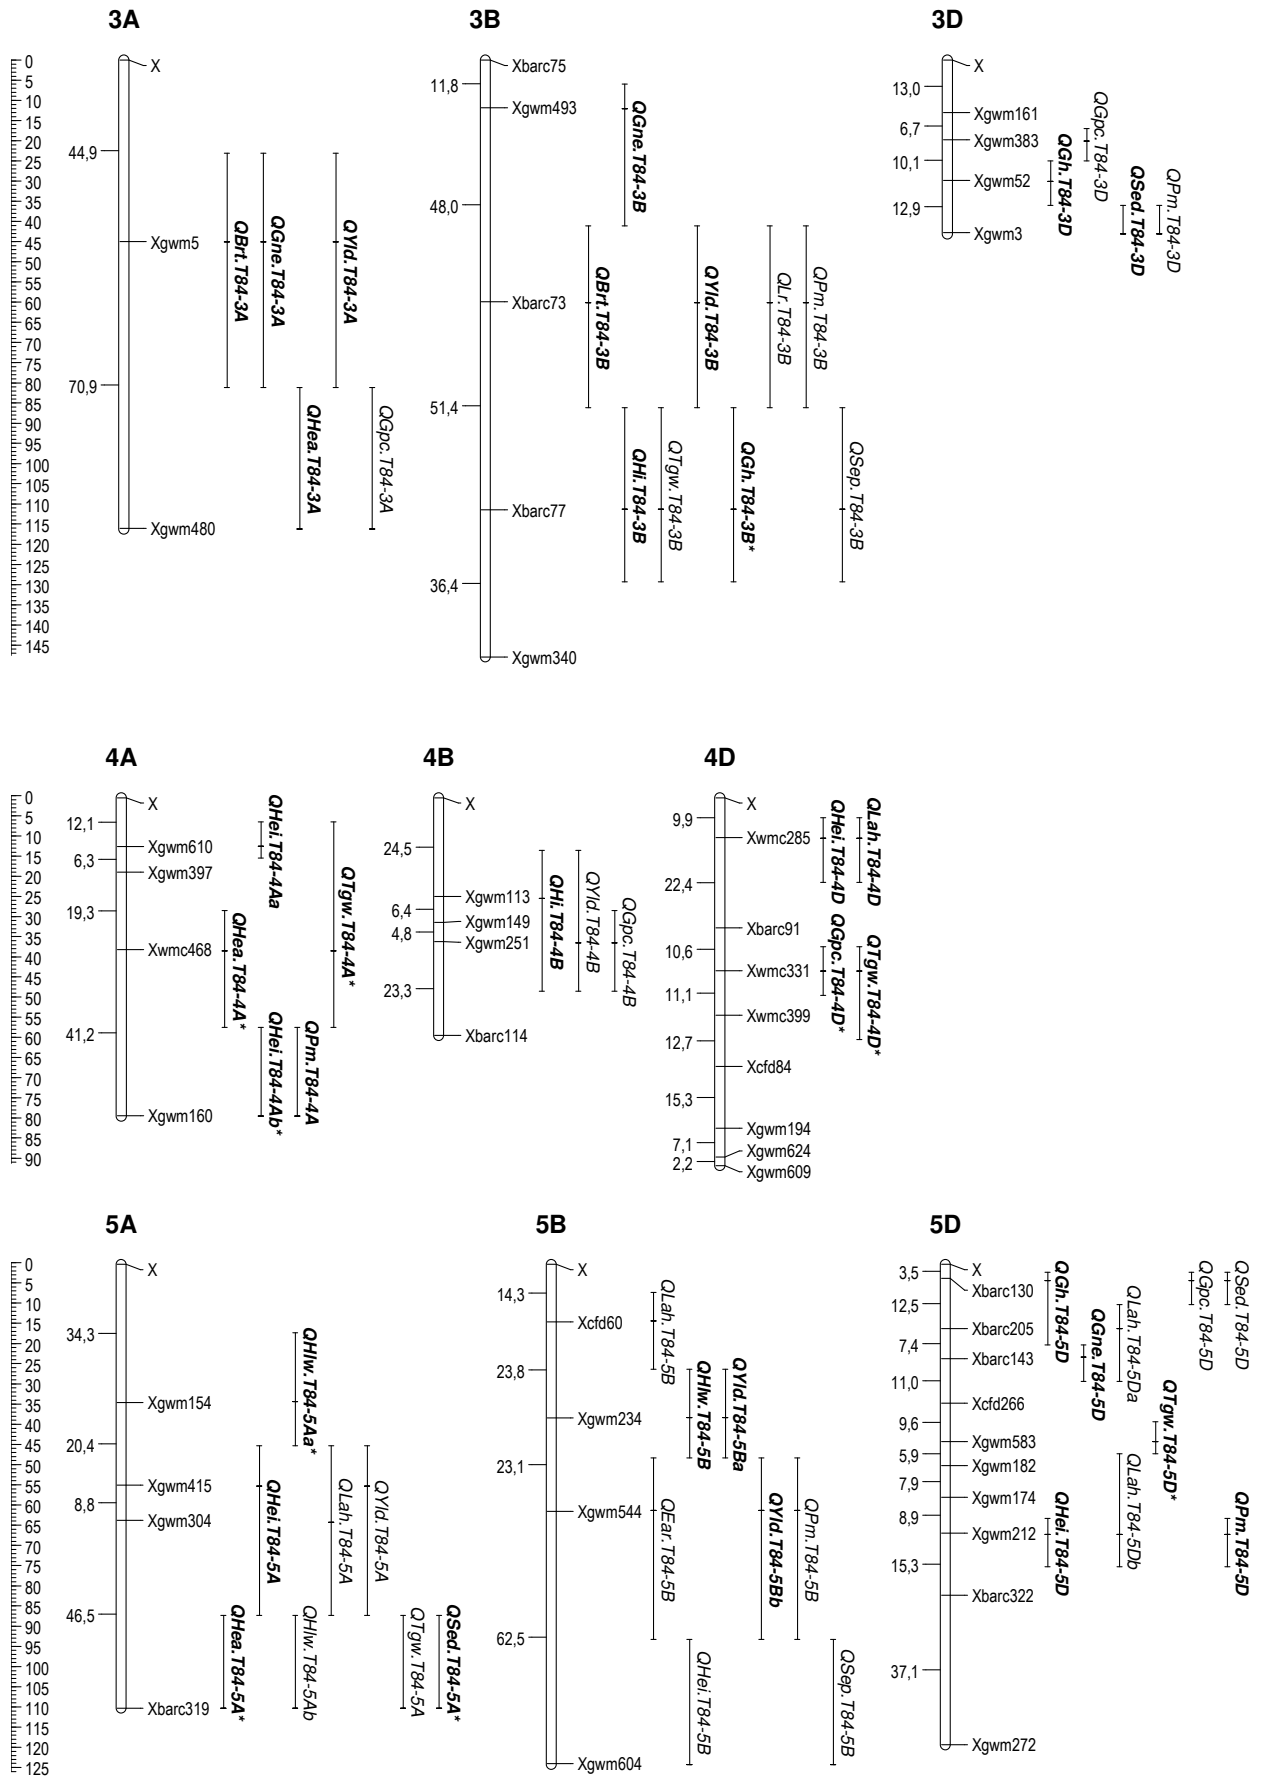 3A
3B
3D
0
5
10
15
20
25
30
35
40
45
50
55
60
65
70
75
80
85
90
95
100
105
110
115
120
125
130
135
140
145
44,9
70,9
X
Xgwm5
Xgwm480
QBrt.T84-3A
QGne.T84-3A
QHea.T84-3A
QYld.T84-3A
QGpc.T84-3A
11,8
48,0
51,4
36,4
Xbarc75
Xgwm493
Xbarc73
Xbarc77
Xgwm340
QBrt.T84-3B
QGne.T84-3B
QHi.T84-3B
QTgw.T84-3B
QYld.T84-3B
QGh.T84-3B*
QLr.T84-3B
QPm.T84-3B
QSep.T84-3B
13,0
6,7
10,1
12,9
X
Xgwm161
Xgwm383
Xgwm52
Xgwm3
QGh.T84-3D
QGpc.T84-3D
QSed.T84-3D
QPm.T84-3D
4A
4B
4D
0
5
10
15
20
25
30
35
40
45
50
55
60
65
70
75
80
85
90
12,1
6,3
19,3
41,2
X
Xgwm610
Xgwm397
Xwmc468
Xgwm160
QHea.T84-4A*
QHei.T84-4Aa
QHei.T84-4Ab*
QPm.T84-4A
QTgw.T84-4A*
24,5
6,4
4,8
23,3
X
Xgwm113
Xgwm149
Xgwm251
Xbarc114
QHi.T84-4B
QYld.T84-4B
QGpc.T84-4B
9,9
22,4
10,6
11,1
12,7
15,3
7,1
2,2
X
Xwmc285
Xbarc91
Xwmc331
Xwmc399
Xcfd84
Xgwm194
Xgwm624
Xgwm609
QHei.T84-4D
QLah.T84-4D
QGpc.T84-4D*
QTgw.T84-4D*
5A
5B
5D
0
5
10
15
20
25
30
35
40
45
50
55
60
65
70
75
80
85
90
95
100
105
110
115
120
125
34,3
20,4
8,8
46,5
X
Xgwm154
Xgwm415
Xgwm304
Xbarc319
QHea.T84-5A*
QHei.T84-5A
QHlw.T84-5Aa*
QHlw.T84-5Ab
QLah.T84-5A
QYld.T84-5A
QTgw.T84-5A
QSed.T84-5A*
14,3
23,8
23,1
62,5
X
Xcfd60
Xgwm234
Xgwm544
Xgwm604
QLah.T84-5B
QEar.T84-5B
QHlw.T84-5B
QHei.T84-5B
QYld.T84-5Ba
QYld.T84-5Bb
QPm.T84-5B
QSep.T84-5B
3,5
12,5
7,4
11,0
9,6
5,9
7,9
8,9
15,3
37,1
X
Xbarc130
Xbarc205
Xbarc143
Xcfd266
Xgwm583
Xgwm182
Xgwm174
Xgwm212
Xbarc322
Xgwm272
QGh.T84-5D
QHei.T84-5D
QGne.T84-5D
QLah.T84-5Da
QLah.T84-5Db
QTgw.T84-5D*
QGpc.T84-5D
QSed.T84-5D
QPm.T84-5D